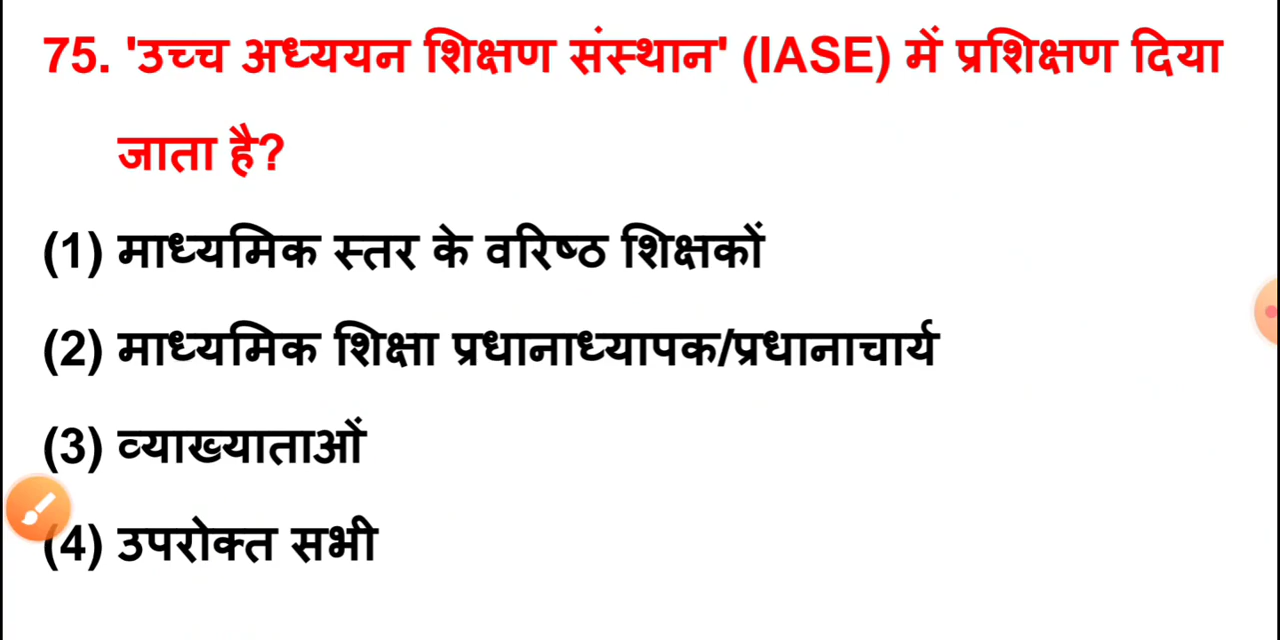 75. 'उच्च अध्ययन शिक्षण संस्थान' (IASE) में प्रशिक्षण दिया
जाता है?
(1) माध्यमिक स्तर के वरिष्ठ शिक्षकों
(2) माध्यमिक शिक्षा प्रधानाध्यापक/प्रधानाचार्य
(3) व्याख्याताओं
(4) उपरोक्त सभी